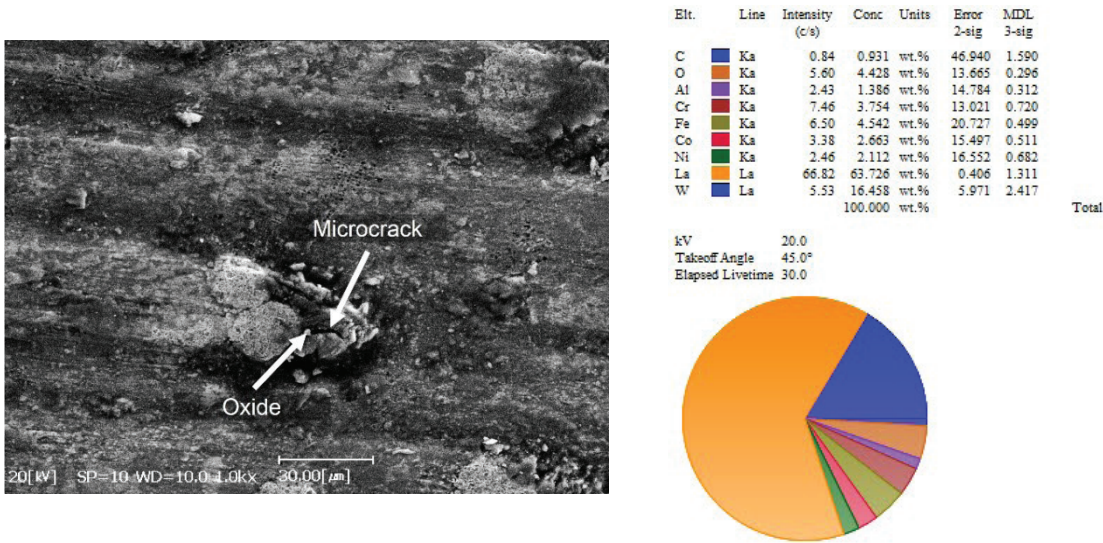 Microcrack
Oxide
20[kV] SP=10 WD=10.0 1.0kx 30.00[μm]
Elt. Line Intensity Conc Units Error MDL
(c/s) 2-sig 3-sig
C Ka 0.84 0.931 wt.% 46.940 1.590
O Ka 5.60 4.428 wt.% 13.665 0.296
Al Ka 2.43 1.386 wt.% 14.784 0.312
Cr Ka 7.46 3.754 wt.% 13.021 0.720
Fe Ka 6.50 4.542 wt.% 20.727 0.499
Co Ka 3.38 2.663 wt.% 15.497 0.511
Ni Ka 2.46 2.112 wt.% 16.552 0.682
La La 66.82 63.726 wt.% 0.406 1.311
W La 5.53 16.458 wt.% 5.971 2.417
100.000 wt.% Total
kV 20.0
Takeoff Angle 45.0°
Elapsed Livetime 30.0